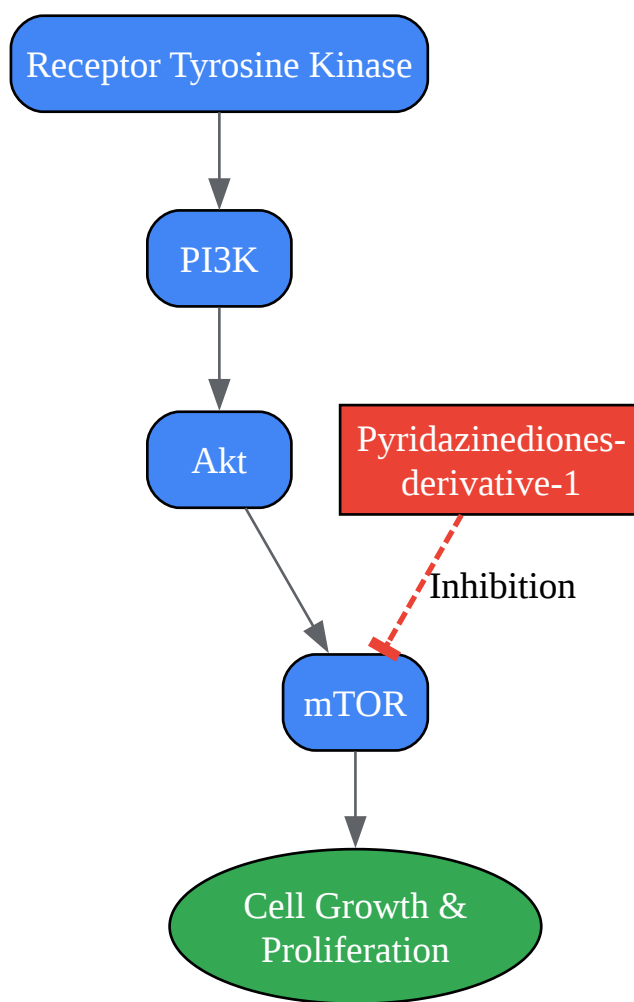 Receptor Tyrosine Kinase
PI3K
Akt
Pyridazinediones-
derivative-1
Inhibition
mTOR
Cell Growth &
Proliferation